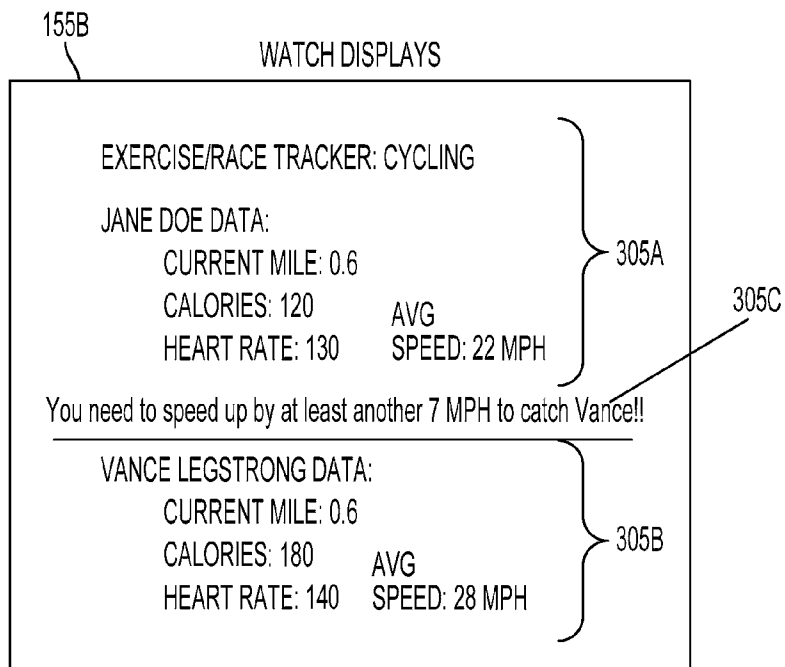 155B
WATCH DISPLAYS
EXERCISE/RACE TRACKER: CYCLING
JANE DOE DATA:
CURRENT MILE: 0.6
305A
CALORIES: 120
AVG
HEART RATE: 130 SPEED: 22 MPH
305C
You need to speed up by at least another 7 MPH to catch Vance!!
VANCE LEGSTRONG DATA:
CURRENT MILE: 0.6
305B
CALORIES: 180
AVG
HEART RATE: 140 SPEED: 28 MPH